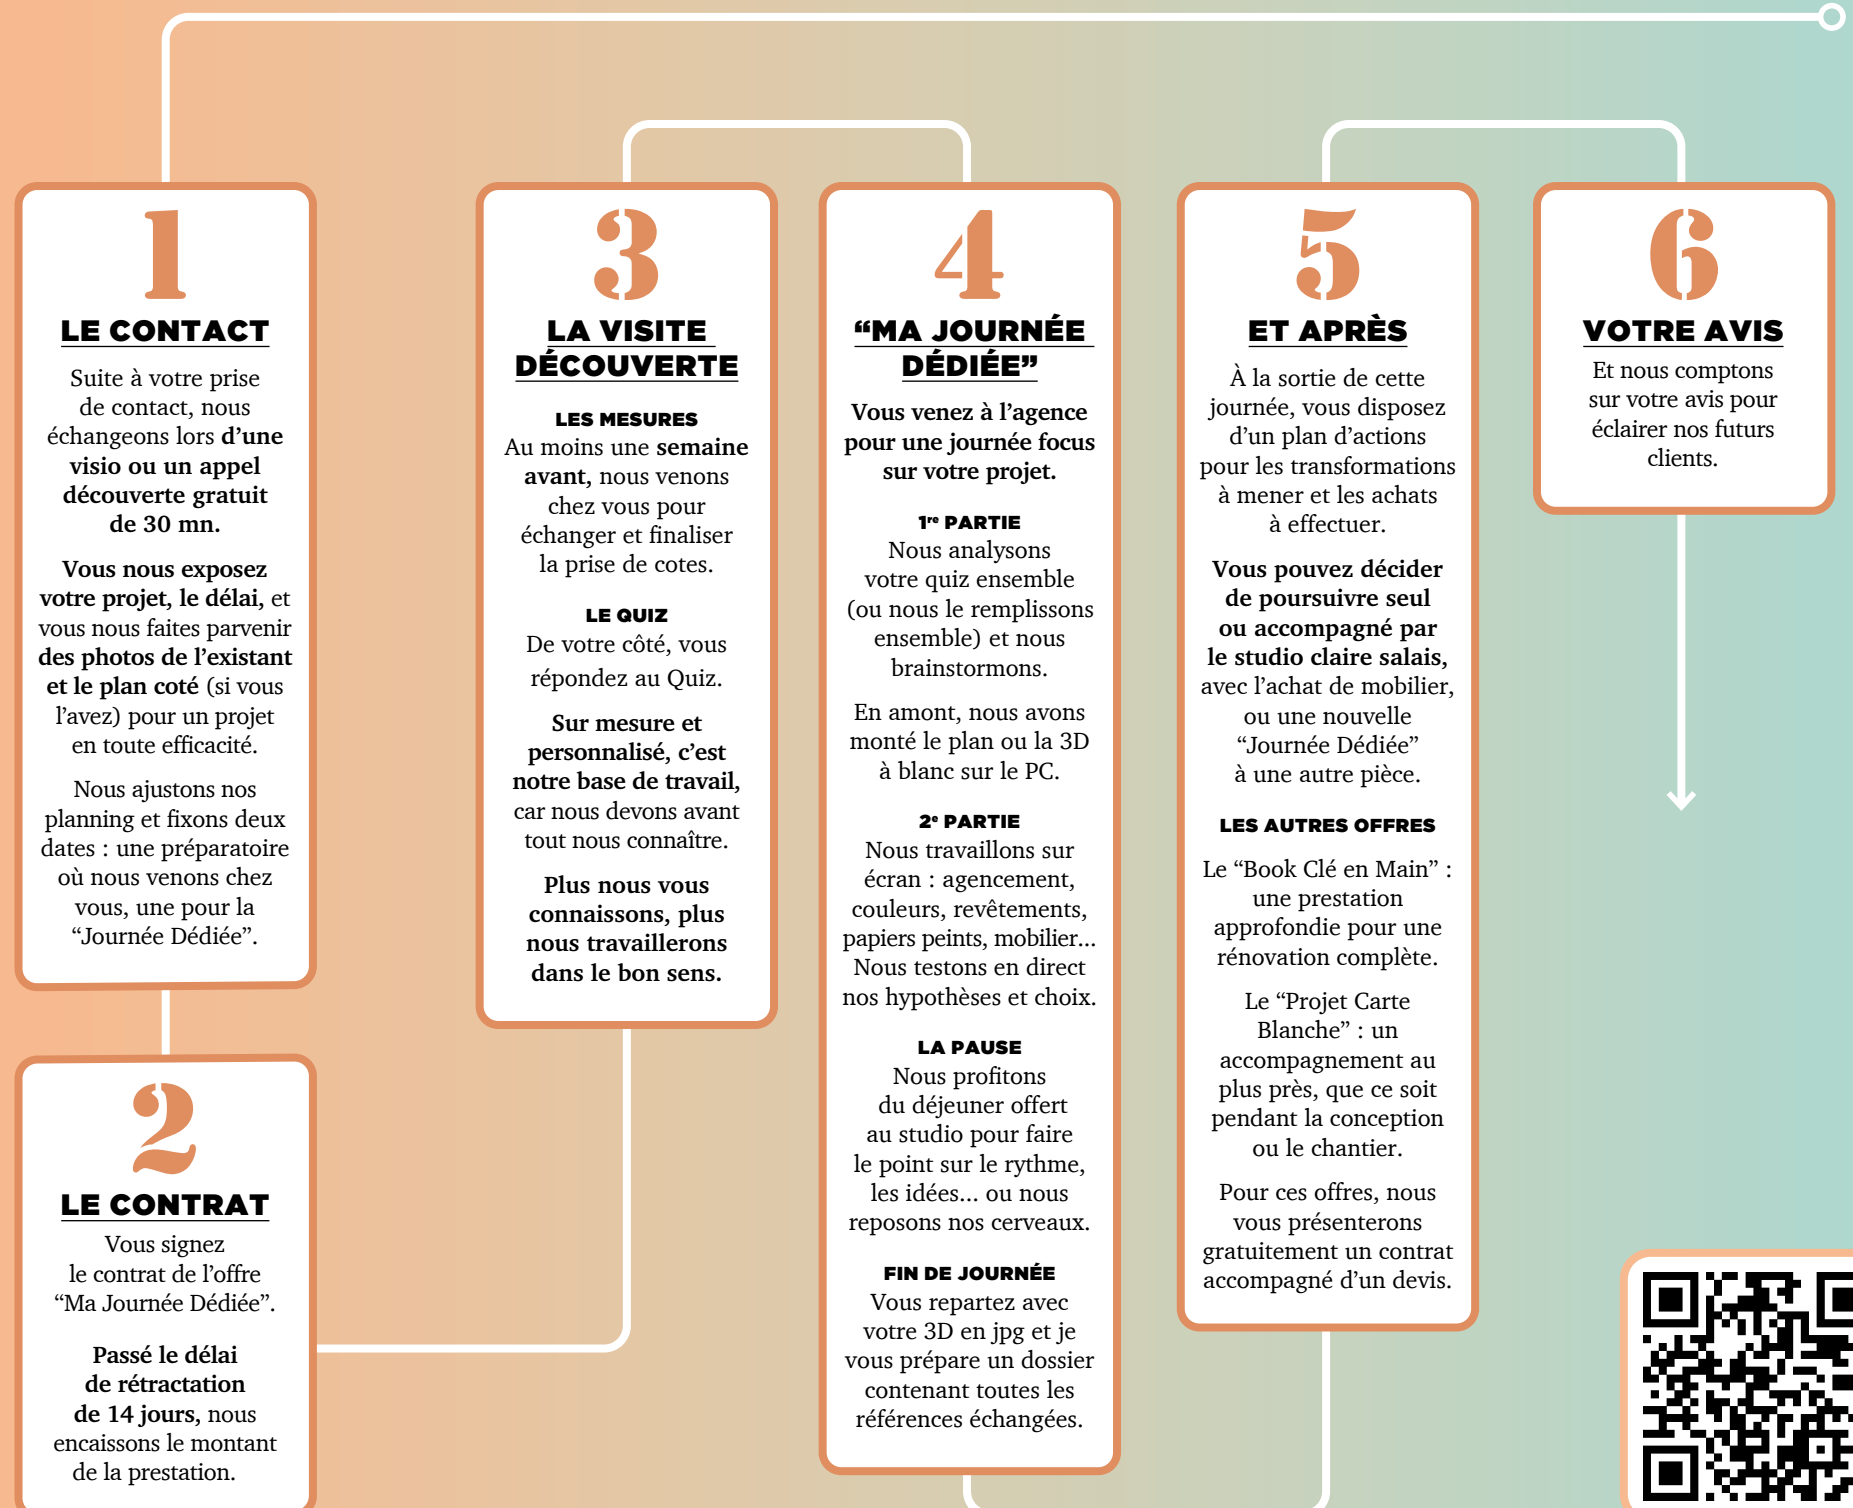 1
LE CONTACT
Suite à votre prise
de contact, nous
échangeons lors d’une
visio ou un appel
découverte gratuit
de 30 mn.
Vous nous exposez
votre projet, le délai, et
vous nous faites parvenir
des photos de l’existant
et le plan coté (si vous
l’avez) pour un projet
en toute efficacité.
Nous ajustons nos
planning et fixons deux
dates : une préparatoire
où nous venons chez
vous, une pour la
“Journée Dédiée”.
2
LE CONTRAT
Vous signez
le contrat de l’offre
“Ma Journée Dédiée”.
Passé le délai
de rétractation
de 14 jours, nous
encaissons le montant
de la prestation.
3
LA VISITE
DÉCOUVERTE
LES MESURES
Au moins une semaine
avant, nous venons
chez vous pour
échanger et finaliser
la prise de cotes.
LE QUIZ
De votre côté, vous
répondez au Quiz.
Sur mesure et
personnalisé, c’est
notre base de travail,
car nous devons avant
tout nous connaître.
Plus nous vous
connaissons, plus
nous travaillerons
dans le bon sens.
4
“MA JOURNÉE
DÉDIÉE”
Vous venez à l’agence
pour une journée focus
sur votre projet.
1re PARTIE
Nous analysons
votre quiz ensemble
(ou nous le remplissons
ensemble) et nous
brainstormons.
En amont, nous avons
monté le plan ou la 3D
à blanc sur le PC.
2e PARTIE
Nous travaillons sur
écran : agencement,
couleurs, revêtements,
papiers peints, mobilier...
Nous testons en direct
nos hypothèses et choix.
LA PAUSE
Nous profitons
du déjeuner offert
au studio pour faire
le point sur le rythme,
les idées... ou nous
reposons nos cerveaux.
FIN DE JOURNÉE
Vous repartez avec
votre 3D en jpg et je
vous prépare un dossier
contenant toutes les
références échangées.
5
ET APRÈS
À la sortie de cette
journée, vous disposez
d’un plan d’actions
pour les transformations
à mener et les achats
à effectuer.
Vous pouvez décider
de poursuivre seul
ou accompagné par
le studio claire salais,
avec l’achat de mobilier,
ou une nouvelle
“Journée Dédiée”
à une autre pièce.
LES AUTRES OFFRES
Le “Book Clé en Main” :
une prestation
approfondie pour une
rénovation complète.
Le “Projet Carte
Blanche” : un
accompagnement au
plus près, que ce soit
pendant la conception
ou le chantier.
Pour ces offres, nous
vous présenterons
gratuitement un contrat
accompagné d’un devis.
6
VOTRE AVIS
Et nous comptons
sur votre avis pour
éclairer nos futurs
clients.